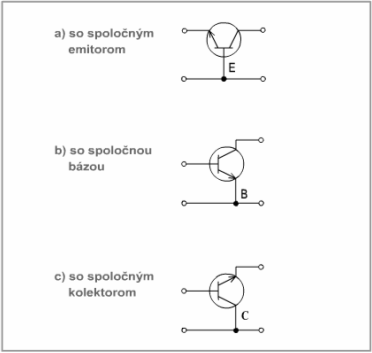 a) so spoločným
emitorom
E
b) so spoločnou
bázou
B
c) so spoločným
kolektorom
C